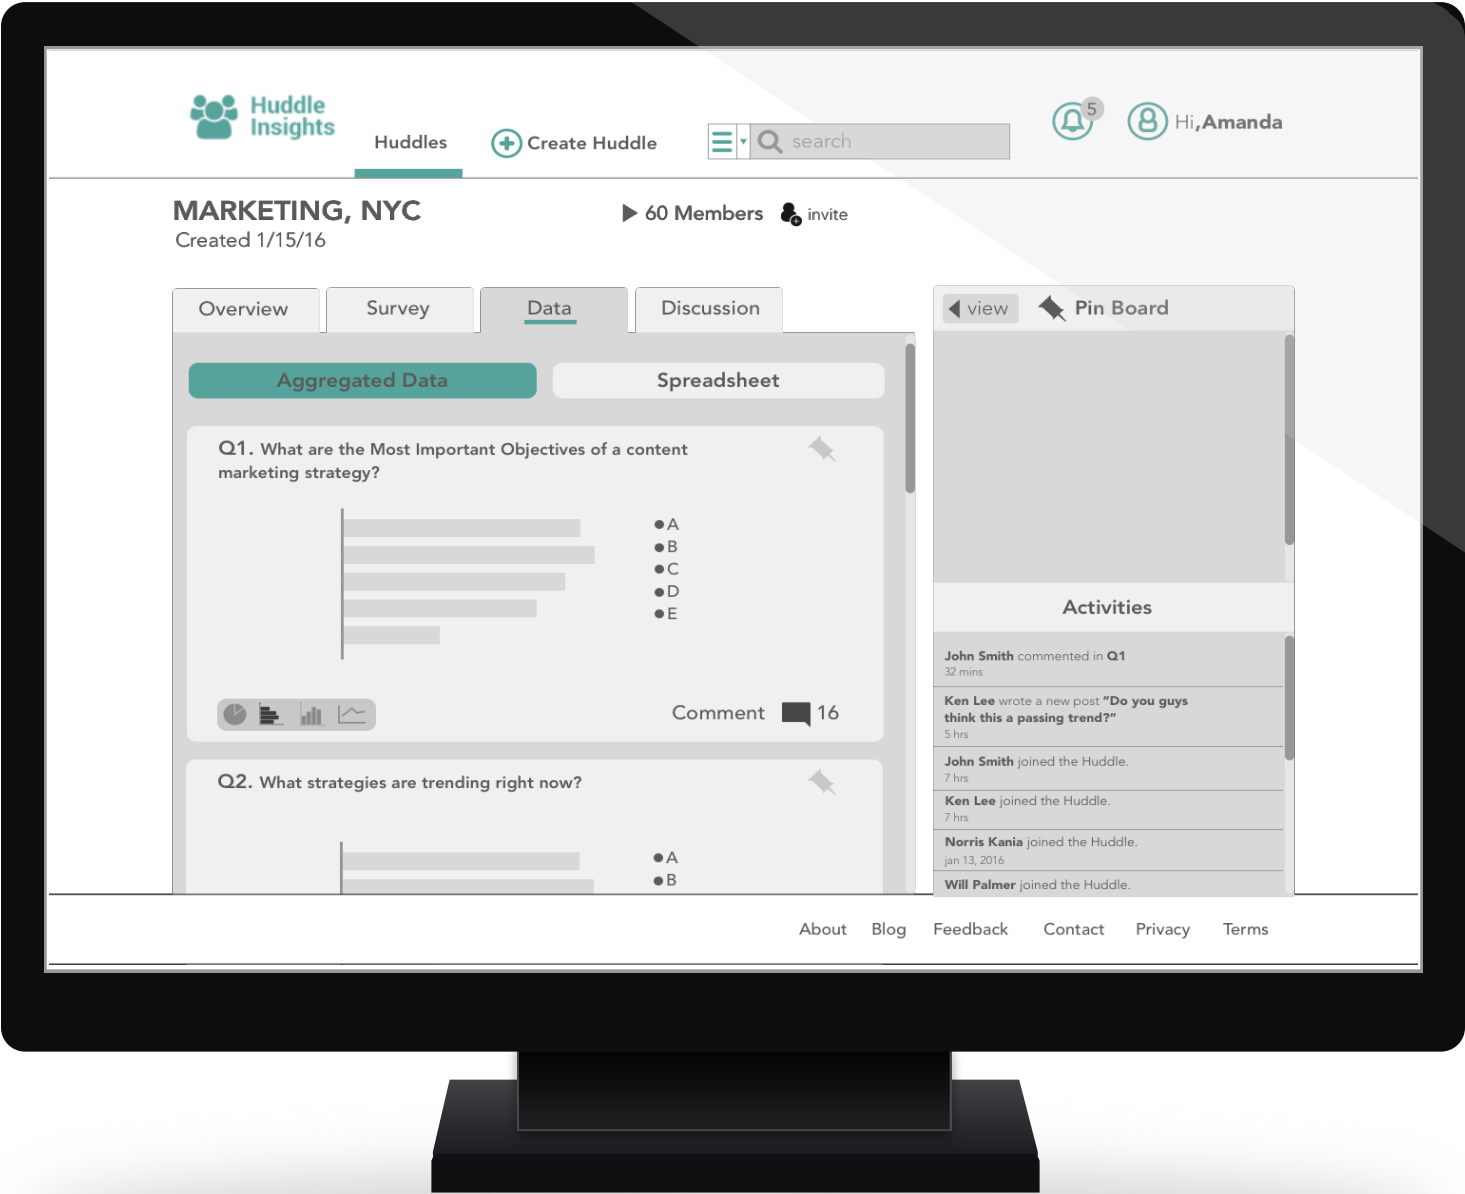 Huddle
Insights
Huddles
Create Huddle
search
5
Hi,Amanda
MARKETING, NYC
Created 1/15/16
60 Members
invite
Overview
Survey
Data
Discussion
Aggregated Data
Spreadsheet
Q1. What are the Most Important Objectives of a content
marketing strategy?
A
B
C
D
E
Comment
16
Q2. What strategies are trending right now?
A
B
view
Pin Board
Activities
John Smith commented in Q1
32 mins
Ken Lee wrote a new post “Do you guys
think this a passing trend?”
5 hrs
John Smith joined the Huddle.
7 hrs
Ken Lee joined the Huddle.
7 hrs
Norris Kania joined the Huddle.
jan 13, 2016
Will Palmer joined the Huddle.
About Blog Feedback Contact Privacy Terms